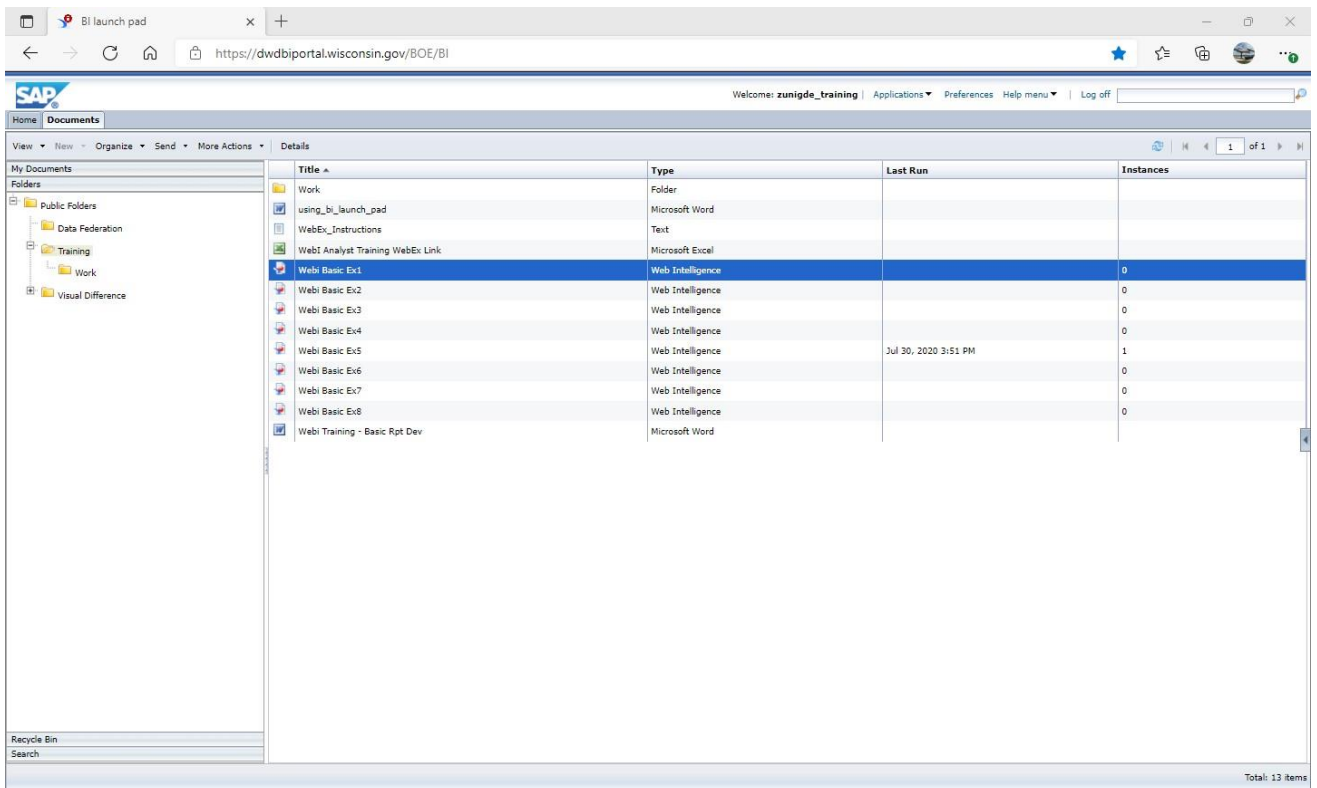 BI launch pad
https://dwdbiportal.wisconsin.gov/BOE/BI
SAP®
Welcome: zunigde_training | Applications Preferences Help menu | Log off
Home Documents
View New Organize Send More Actions Details 1 of 1
My Documents
Folders
Public Folders
Data Federation
Training
Work
Visual Difference
Title Type Last Run Instances
Work Folder
using_bi_launch_pad Microsoft Word
WebEx_Instructions Text
WebI Analyst Training WebEx Link Microsoft Excel
Webi Basic Ex1 Web Intelligence 0
Webi Basic Ex2 Web Intelligence 0
Webi Basic Ex3 Web Intelligence 0
Webi Basic Ex4 Web Intelligence 0
Webi Basic Ex5 Web Intelligence Jul 30, 2020 3:51 PM 1
Webi Basic Ex6 Web Intelligence 0
Webi Basic Ex7 Web Intelligence 0
Webi Basic Ex8 Web Intelligence 0
Webi Training - Basic Rpt Dev Microsoft Word
Recycle Bin
Search
Total: 13 items